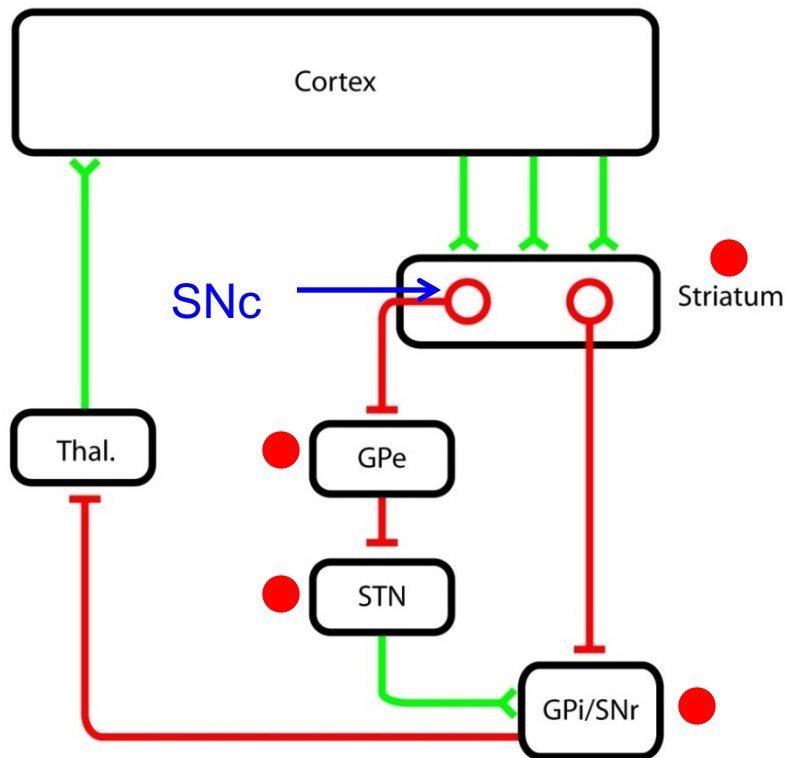 Cortex
Striatum
SNc
Thal.
GPe
STN
GPi/SNr